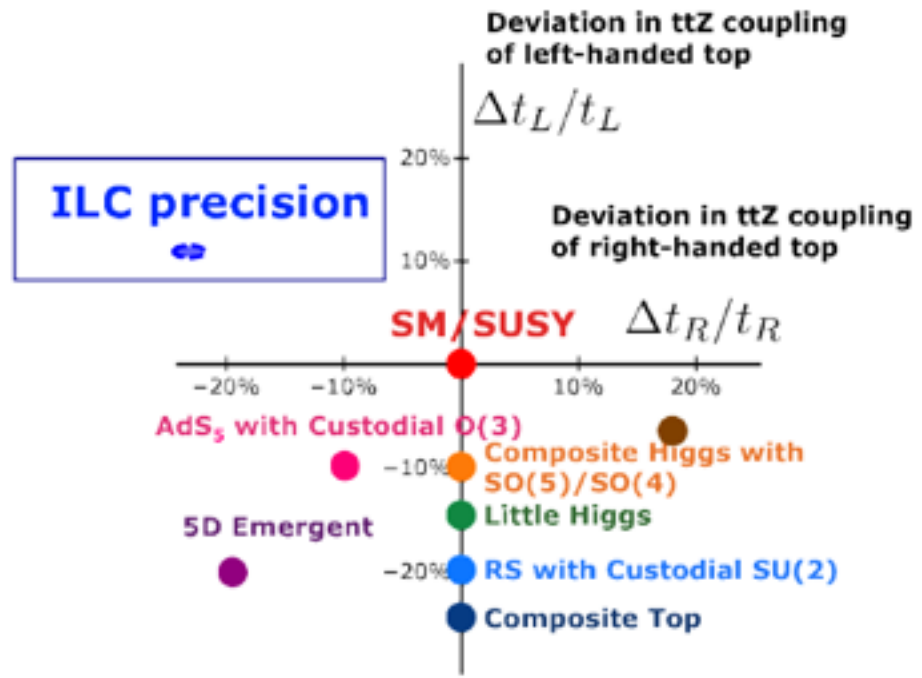 Deviation in ttZ coupling
of left-handed top
Δt_L/t_L
20%
ILC precision
Deviation in ttZ coupling
of right-handed top
10%
SM/SUSY
Δt_R/t_R
−20%
−10%
10%
20%
AdS₅ with Custodial O(3)
−10%
Composite Higgs with
SO(5)/SO(4)
5D Emergent
Little Higgs
−20%
RS with Custodial SU(2)
Composite Top